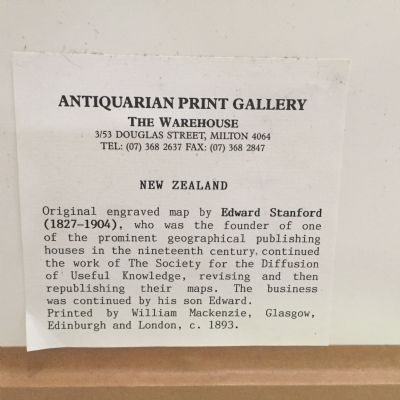 ANTIQUARIAN PRINT GALLERY
THE WAREHOUSE
3/53 DOUGLAS STREET, MILTON 4064
TEL: (07) 368 2637 FAX: (07) 368 2847
NEW ZEALAND
Original engraved map by Edward Stanford
(1827-1904), who was the founder of one
of the prominent geographical publishing
houses in the nineteenth century. continued
the work of The Society for the Diffusion
of Useful Knowledge, revising and then
republishing their maps. The business
was continued by his son Edward.
Printed by William Mackenzie, Glasgow,
Edinburgh and London, c. 1893.